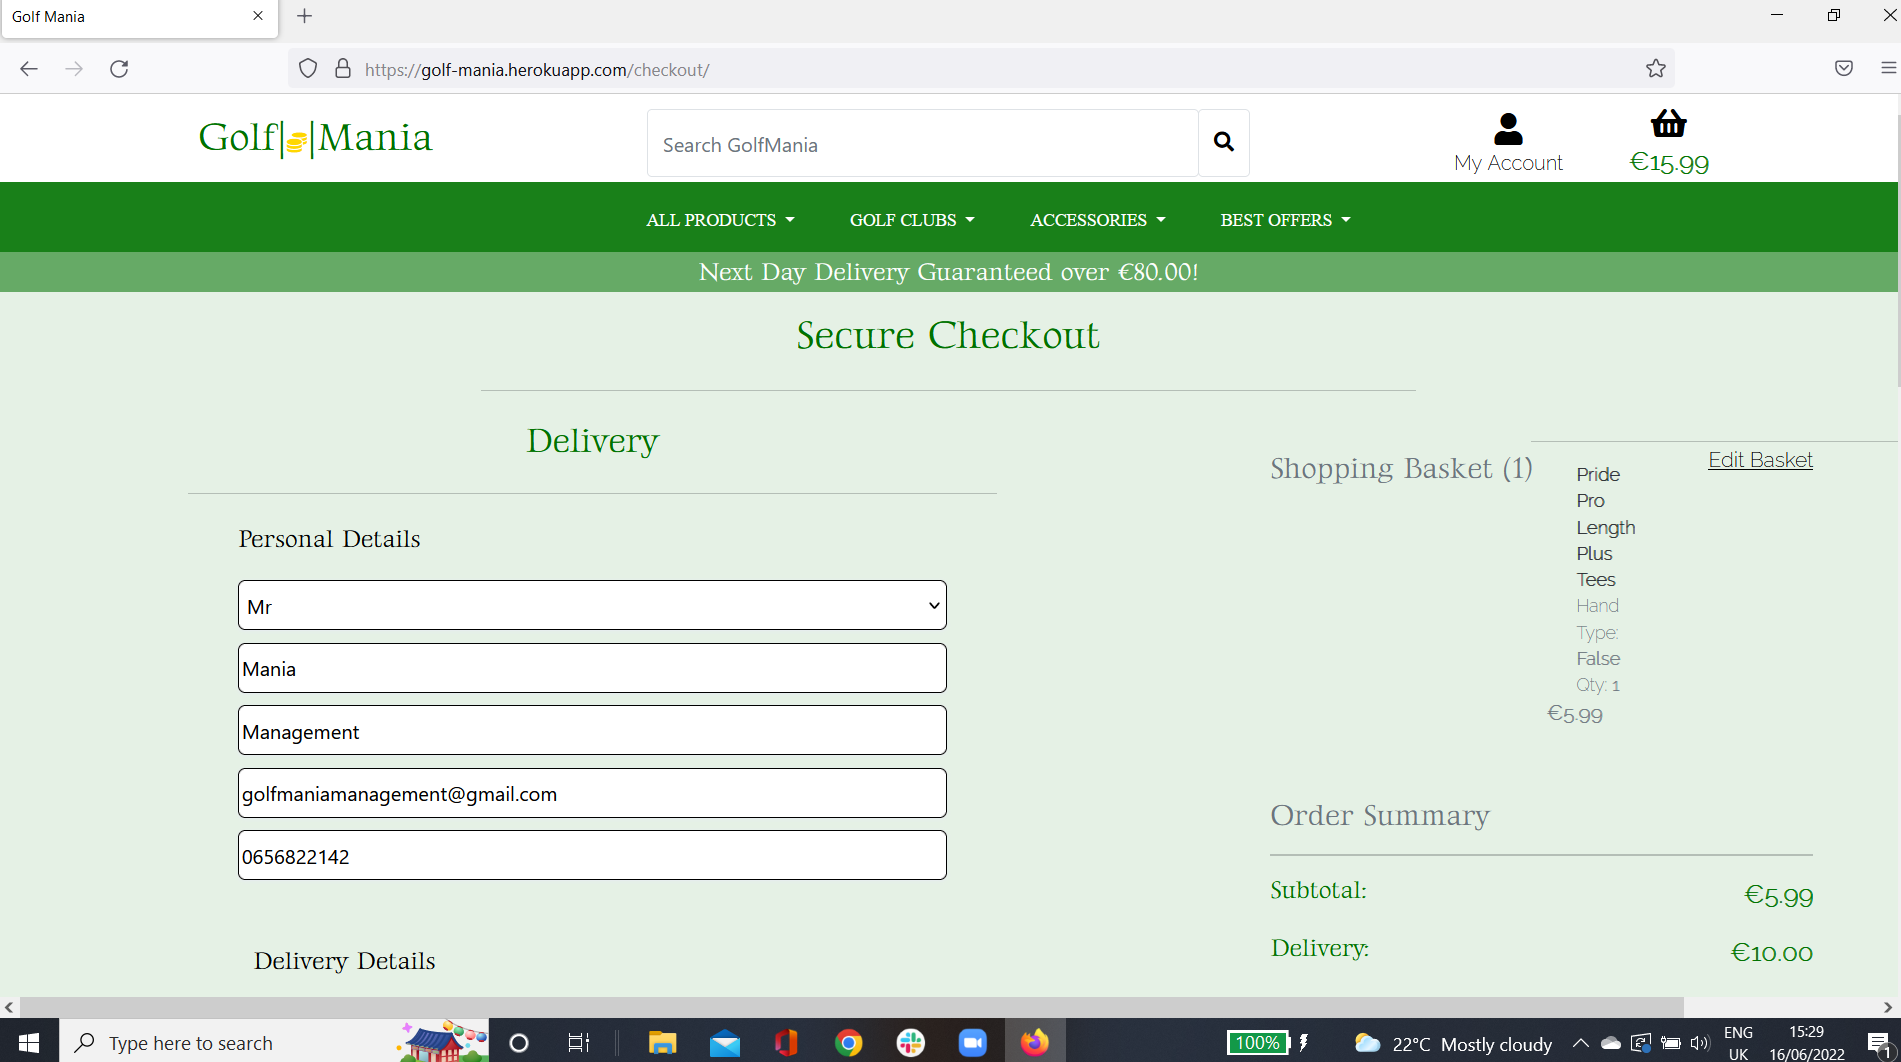 Golf Mania
https://golf-mania.herokuapp.com/checkout/
Golf||Mania
Search GolfMania
My Account
€15.99
ALL PRODUCTS
GOLF CLUBS
ACCESSORIES
BEST OFFERS
Next Day Delivery Guaranteed over €80.00!
Secure Checkout
Delivery
Personal Details
Mr
Mania
Management
golfmaniamanagement@gmail.com
0656822142
Delivery Details
Shopping Basket (1)
Edit Basket
Pride
Pro
Length
Plus
Tees
Hand
Type:
False
Qty: 1
€5.99
Order Summary
Subtotal:
€5.99
Delivery:
€10.00
Type here to search
100%
22°C Mostly cloudy
ENG
UK
15:29
16/06/2022
1